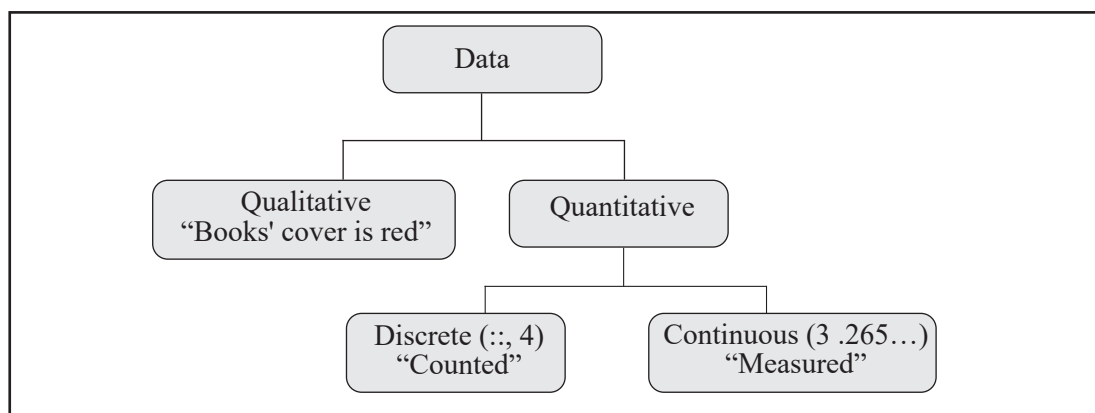 Data
Qualitative
“Books' cover is red”
Quantitative
Discrete (::, 4)
“Counted”
Continuous (3 .265…)
“Measured”